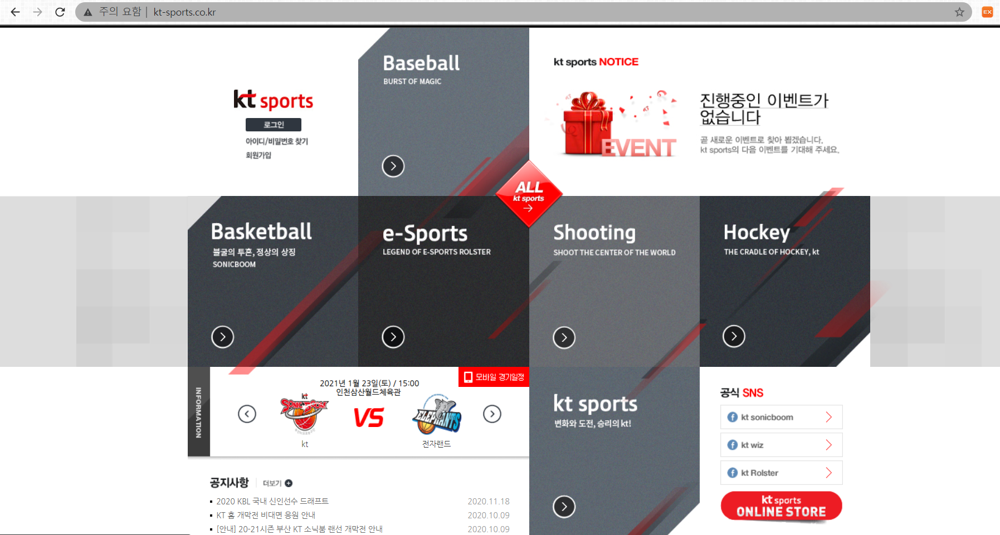 주의 요함 | kt-sports.co.kr
EX
kt sports
로그인
아이디/비밀번호 찾기
회원가입
Baseball
BURST OF MAGIC
kt sports NOTICE
EVENT
진행중인 이벤트가
없습니다
곧 새로운 이벤트로 찾아 뵙겠습니다.
kt sports의 다음 이벤트를 기대해 주세요.
ALL
kt sports
Basketball
불굴의 투혼, 정상의 상징
SONICBOOM
e-Sports
LEGEND OF E-SPORTS ROLSTER
Shooting
SHOOT THE CENTER OF THE WORLD
Hockey
THE CRADLE OF HOCKEY, kt
INFORMATION
모바일 경기일정
2021년 1월 23일(토) / 15:00
인천삼산월드체육관
kt
SONICBOOM
VS
ELEPHANTS
kt
전자랜드
공지사항
더보기
2020 KBL 국내 신인선수 드래프트 2020.11.18
KT 홈 개막전 비대면 응원 안내 2020.10.09
[안내] 20-21시즌 부산 KT 소닉붐 랜선 개막전 안내 2020.10.09
kt sports
변화와 도전, 승리의 kt!
공식 SNS
kt sonicboom
kt wiz
kt Rolster
kt sports
ONLINE STORE